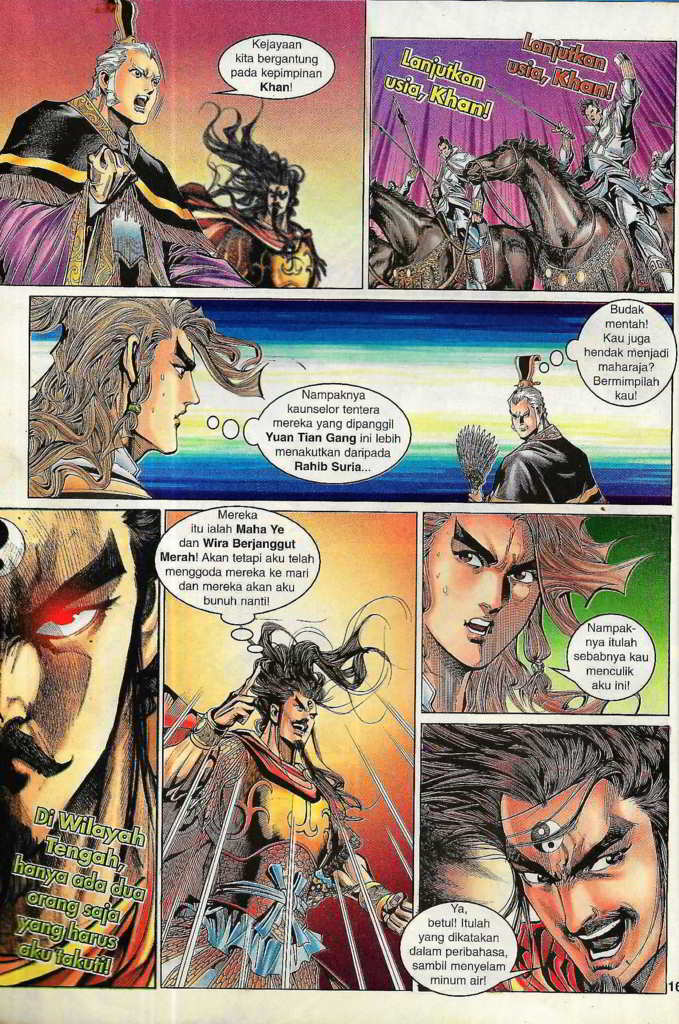 Kejayaan
kita bergantung
pada kepimpinan
Khan!
Lanjutkan
usia, Khan!
Lanjutkan
usia, Khan!
Budak
mentah!
Kau juga
hendak menjadi
maharaja?
Bermimpilah
kau!
Nampaknya
kaunselor tentera
mereka yang dipanggil
Yuan Tian Gang ini lebih
menakutkan daripada
Rahib Suria...
Di Wilayah
Tengah,
hanya ada dua
orang saja
yang harus
aku takuti!
Mereka
itu ialah Maha Ye
dan Wira Berjanggut
Merah! Akan tetapi aku telah
menggoda mereka ke mari
dan mereka akan aku
bunuh nanti!
Nampak-
nya itulah
sebabnya kau
menculik
aku ini!
Ya,
betul! Itulah
yang dikatakan
dalam peribahasa,
sambil menyelam
minum air!